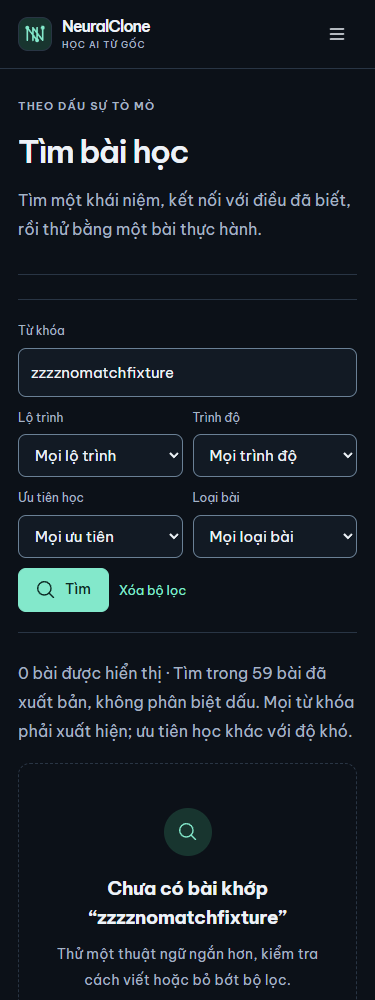 NeuralClone
HỌC AI TỪ GỐC
THEO DẤU SỰ TÒ MÒ
Tìm bài học
Tìm một khái niệm, kết nối với điều đã biết,
rồi thử bằng một bài thực hành.
Từ khóa
zzzznomatchfixture
Lộ trình
Trình độ
Mọi lộ trình
Mọi trình độ
Ưu tiên học
Loại bài
Mọi ưu tiên
Mọi loại bài
Tìm
Xóa bộ lọc
0 bài được hiển thị · Tìm trong 59 bài đã
xuất bản, không phân biệt dấu. Mọi từ khóa
phải xuất hiện; ưu tiên học khác với độ khó.
Chưa có bài khớp
“zzzznomatchfixture”
Thử một thuật ngữ ngắn hơn, kiểm tra
cách viết hoặc bỏ bớt bộ lọc.